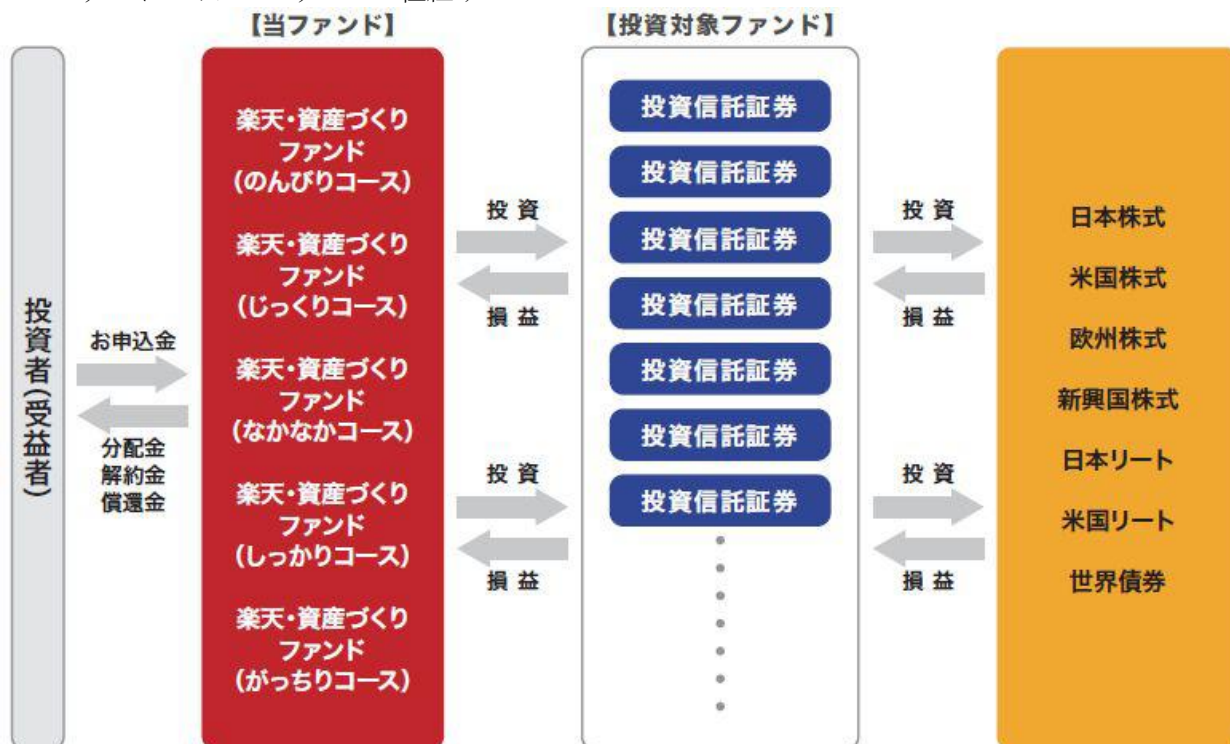 【当ファンド】
【投資対象ファンド】
投資者(受益者)
お申込金
分配金
解約金
償還金
楽天・資産づくり
ファンド
(のんびりコース)
楽天・資産づくり
ファンド
(じっくりコース)
楽天・資産づくり
ファンド
(なかなかコース)
楽天・資産づくり
ファンド
(しっかりコース)
楽天・資産づくり
ファンド
(がっちりコース)
投 資
損 益
投 資
損 益
投資信託証券
投資信託証券
投資信託証券
投資信託証券
投資信託証券
投資信託証券
投資信託証券
投 資
損 益
投 資
損 益
日本株式
米国株式
欧州株式
新興国株式
日本リート
米国リート
世界債券